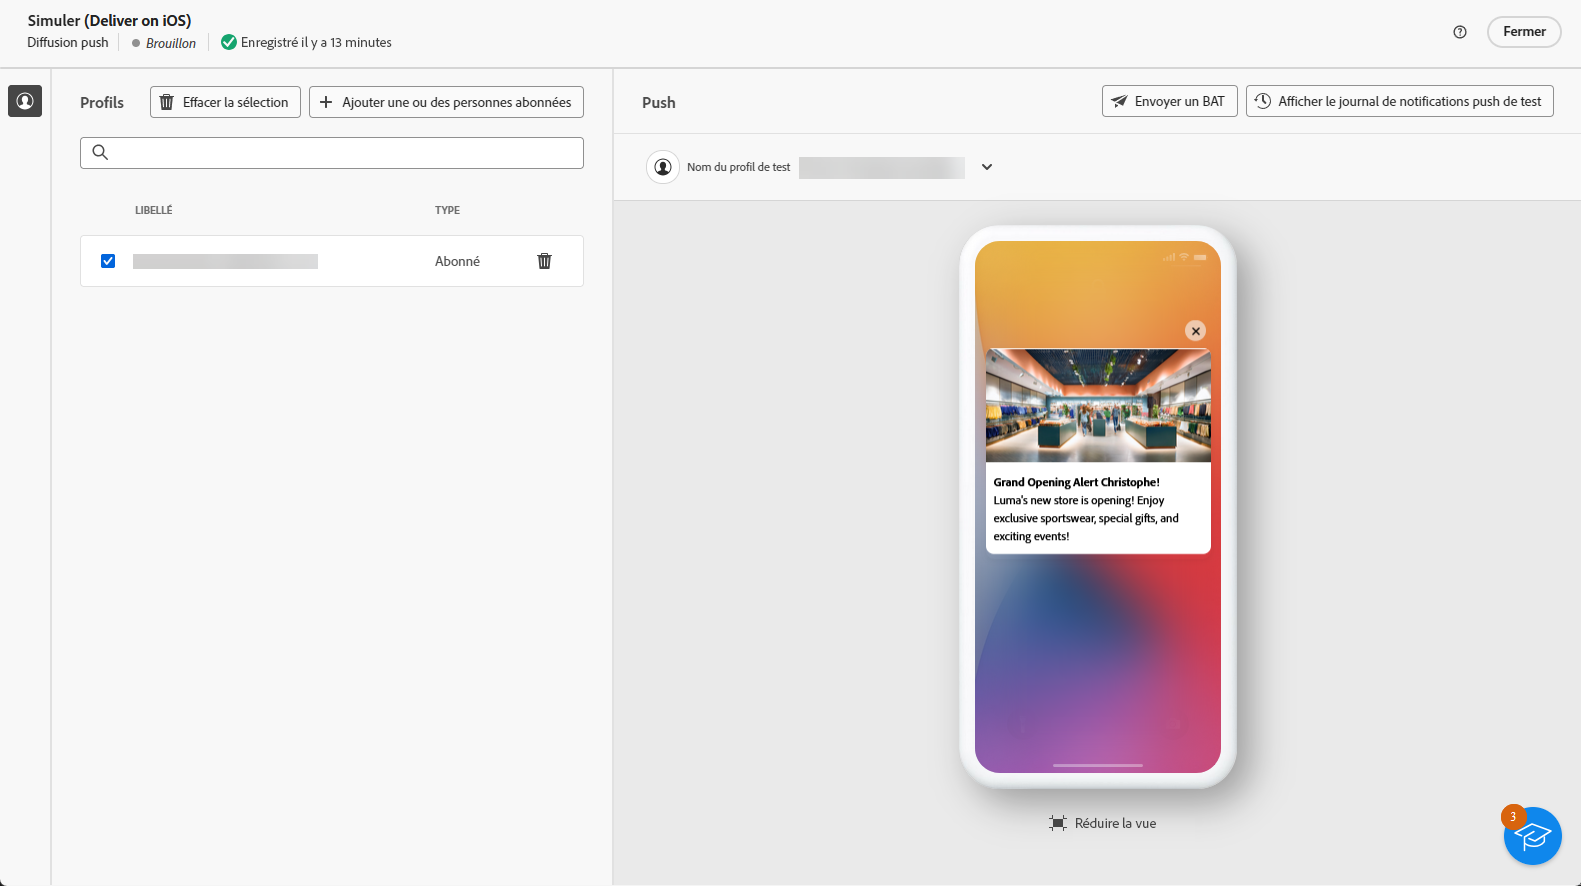 Simuler (Deliver on iOS)
Diffusion push
Brouillon
Enregistré il y a 13 minutes
Fermer
Profils
Effacer la sélection
Ajouter une ou des personnes abonnées
LIBELLÉ
TYPE
Abonné
Push
Envoyer un BAT
Afficher le journal de notifications push de test
Nom du profil de test
Grand Opening Alert Christophe!
Luma's new store is opening! Enjoy
exclusive sportswear, special gifts, and
exciting events!
Réduire la vue
3